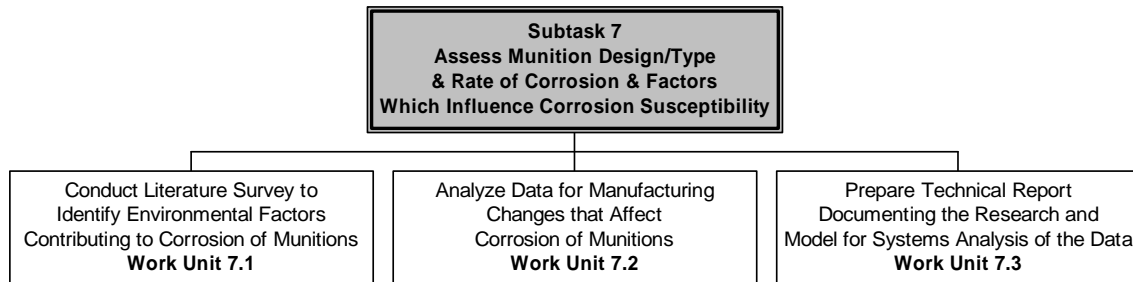 Subtask 7
Assess Munition Design/Type
& Rate of Corrosion & Factors
Which Influence Corrosion Susceptibility
Conduct Literature Survey to
Identify Environmental Factors
Contributing to Corrosion of Munitions
Work Unit 7.1
Analyze Data for Manufacturing
Changes that Affect
Corrosion of Munitions
Work Unit 7.2
Prepare Technical Report
Documenting the Research and
Model for Systems Analysis of the Data
Work Unit 7.3